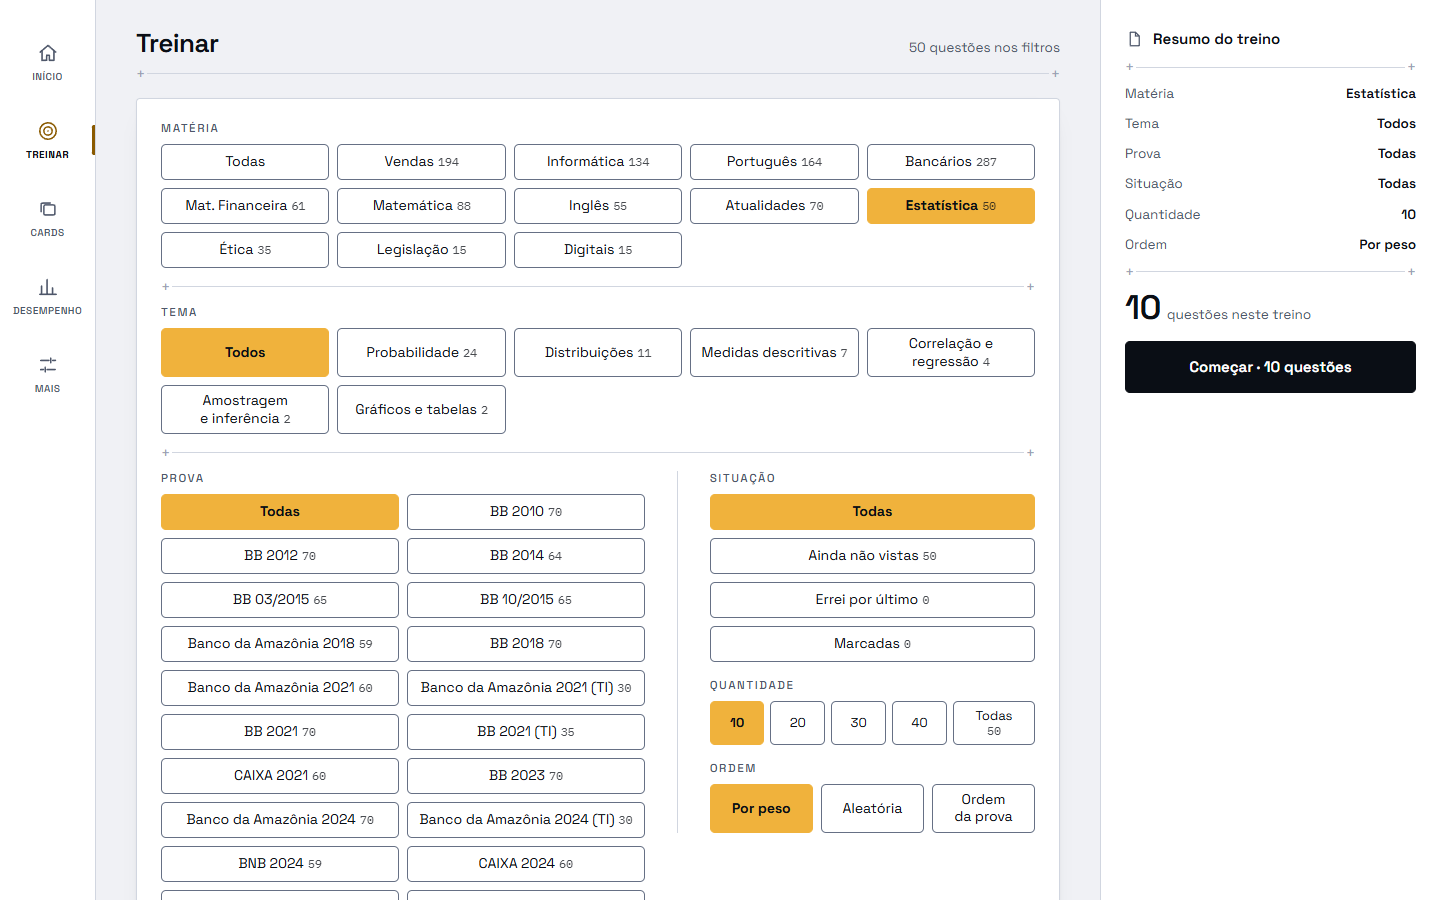 INÍCIO
TREINAR
CARDS
DESEMPENHO
MAIS
Treinar
50 questões nos filtros
MATÉRIA
Todas
Vendas 194
Informática 134
Português 164
Bancários 287
Mat. Financeira 61
Matemática 88
Inglês 55
Atualidades 70
Estatística 50
Ética 35
Legislação 15
Digitais 15
TEMA
Todos
Probabilidade 24
Distribuições 11
Medidas descritivas 7
Correlação e
regressão 4
Amostragem
e inferência 2
Gráficos e tabelas 2
PROVA
Todas
BB 2010 70
BB 2012 70
BB 2014 64
BB 03/2015 65
BB 10/2015 65
Banco da Amazônia 2018 59
BB 2018 70
Banco da Amazônia 2021 60
Banco da Amazônia 2021 (TI) 30
BB 2021 70
BB 2021 (TI) 35
CAIXA 2021 60
BB 2023 70
Banco da Amazônia 2024 70
Banco da Amazônia 2024 (TI) 30
BNB 2024 59
CAIXA 2024 60
SITUAÇÃO
Todas
Ainda não vistas 50
Errei por último 0
Marcadas 0
QUANTIDADE
10
20
30
40
Todas
50
ORDEM
Por peso
Aleatória
Ordem
da prova
Resumo do treino
Matéria Estatística
Tema Todos
Prova Todas
Situação Todas
Quantidade 10
Ordem Por peso
10 questões neste treino
Começar · 10 questões